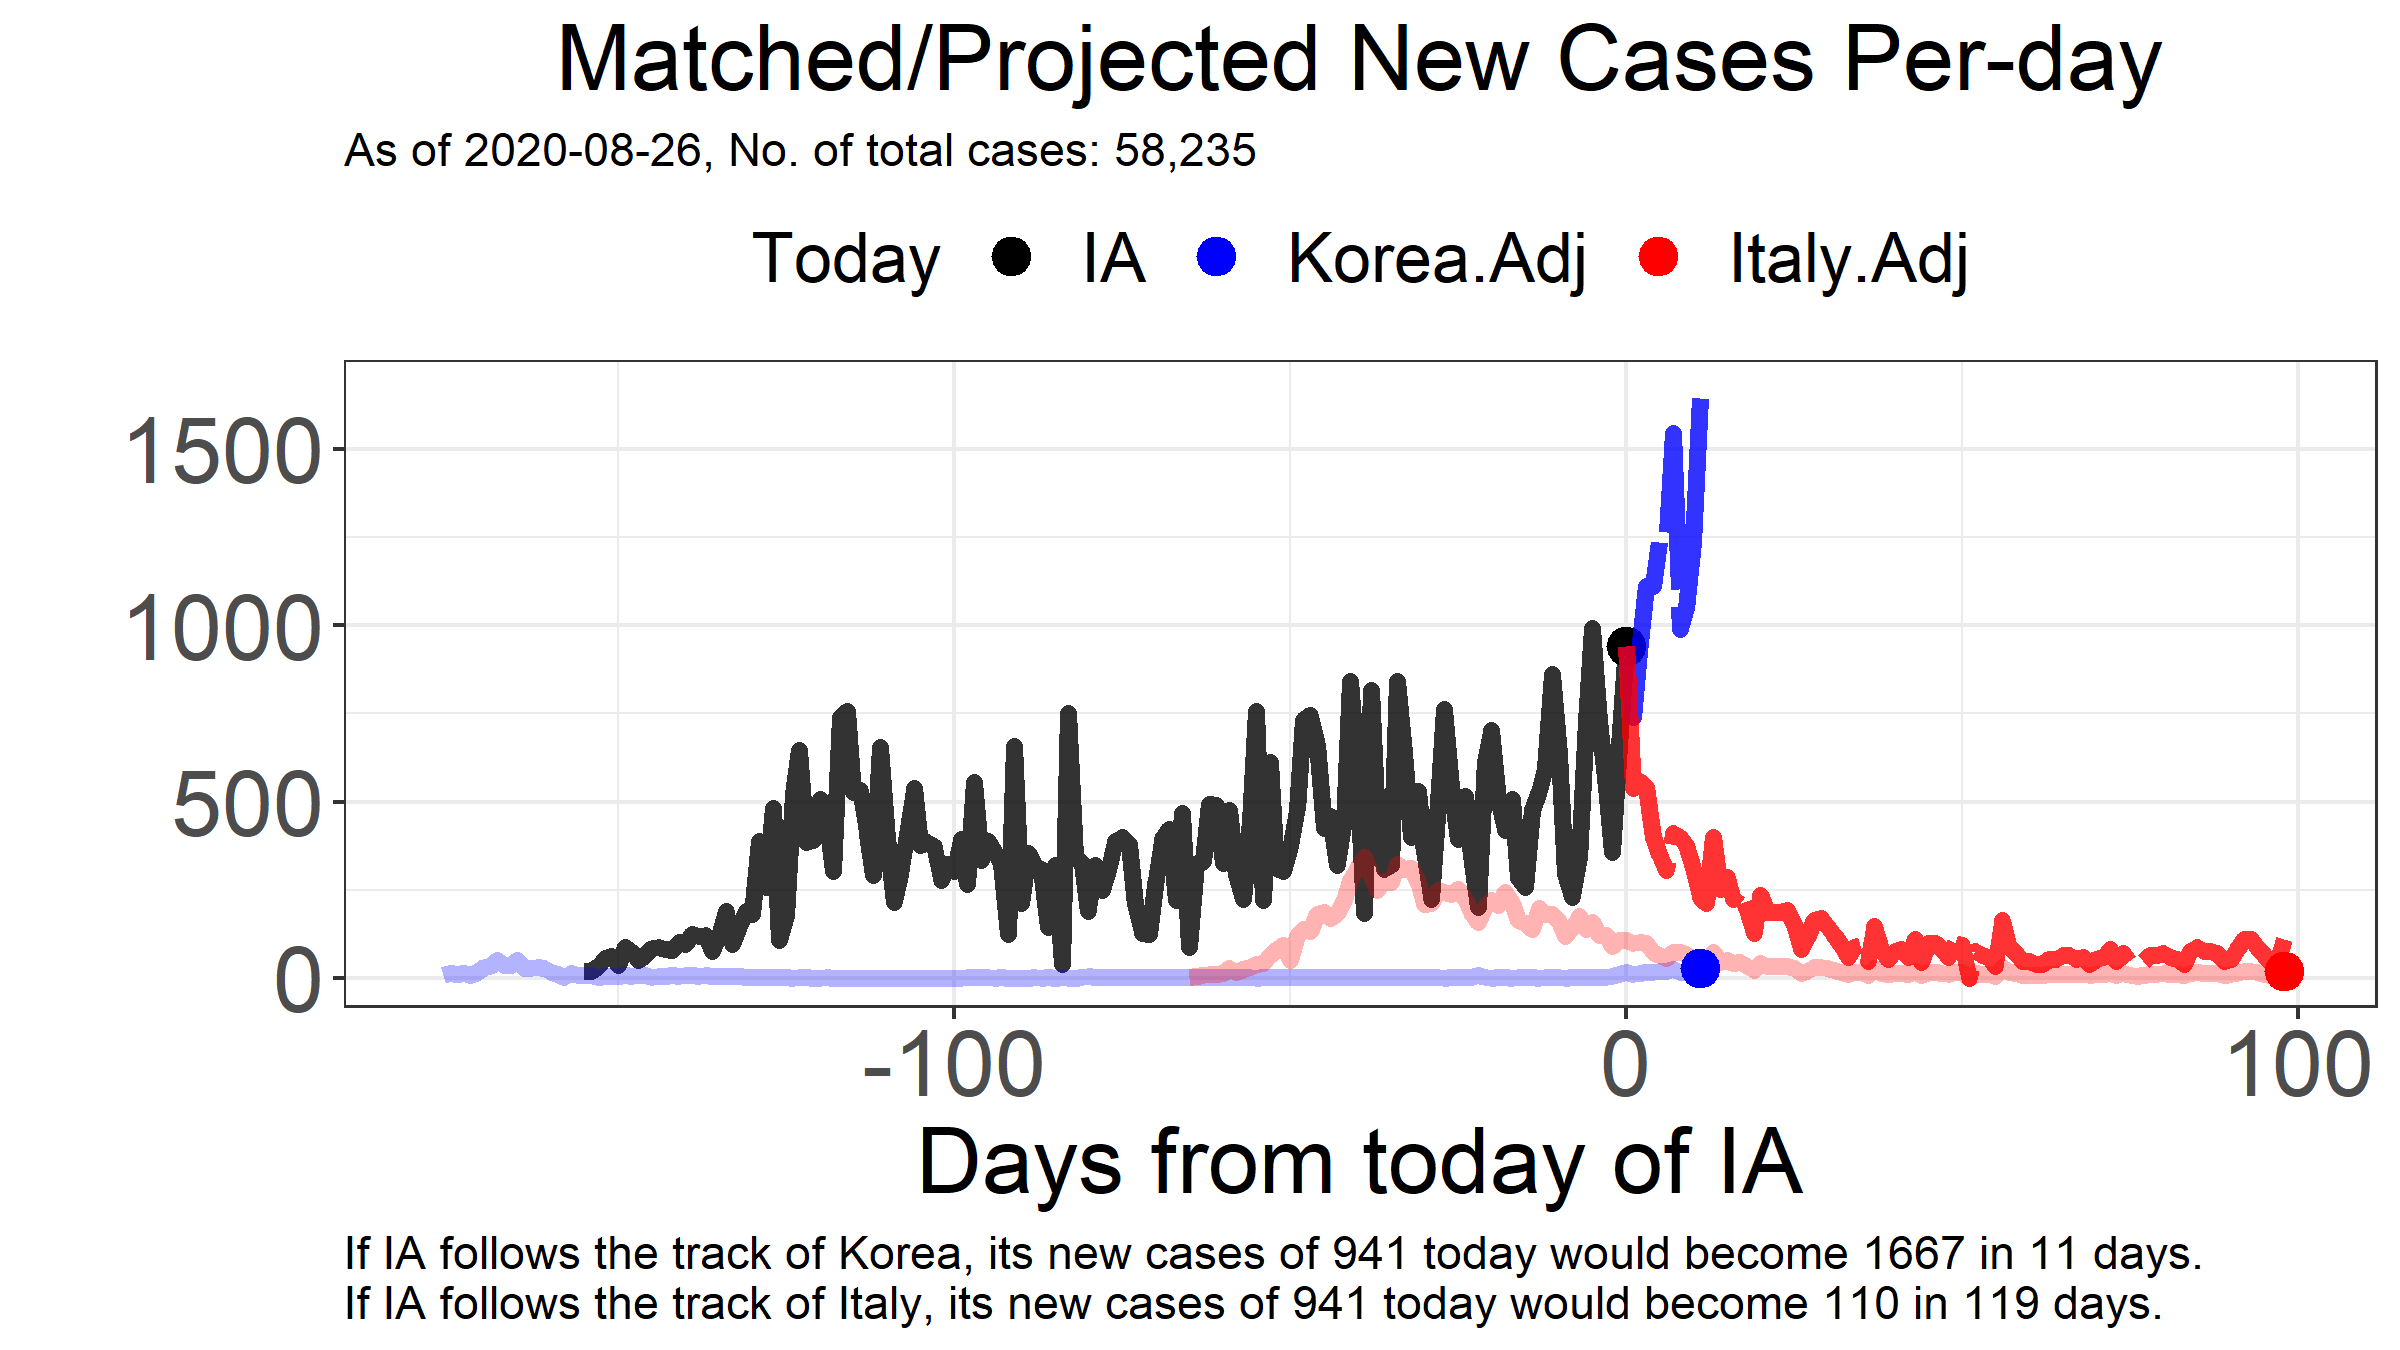 Matched/Projected New Cases Per-day
As of 2020-08-26, No. of total cases: 58,235
Today IA Korea.Adj Italy.Adj
1500
1000
500
0
-100 0 100
Days from today of IA
If IA follows the track of Korea, its new cases of 941 today would become 1667 in 11 days.
If IA follows the track of Italy, its new cases of 941 today would become 110 in 119 days.